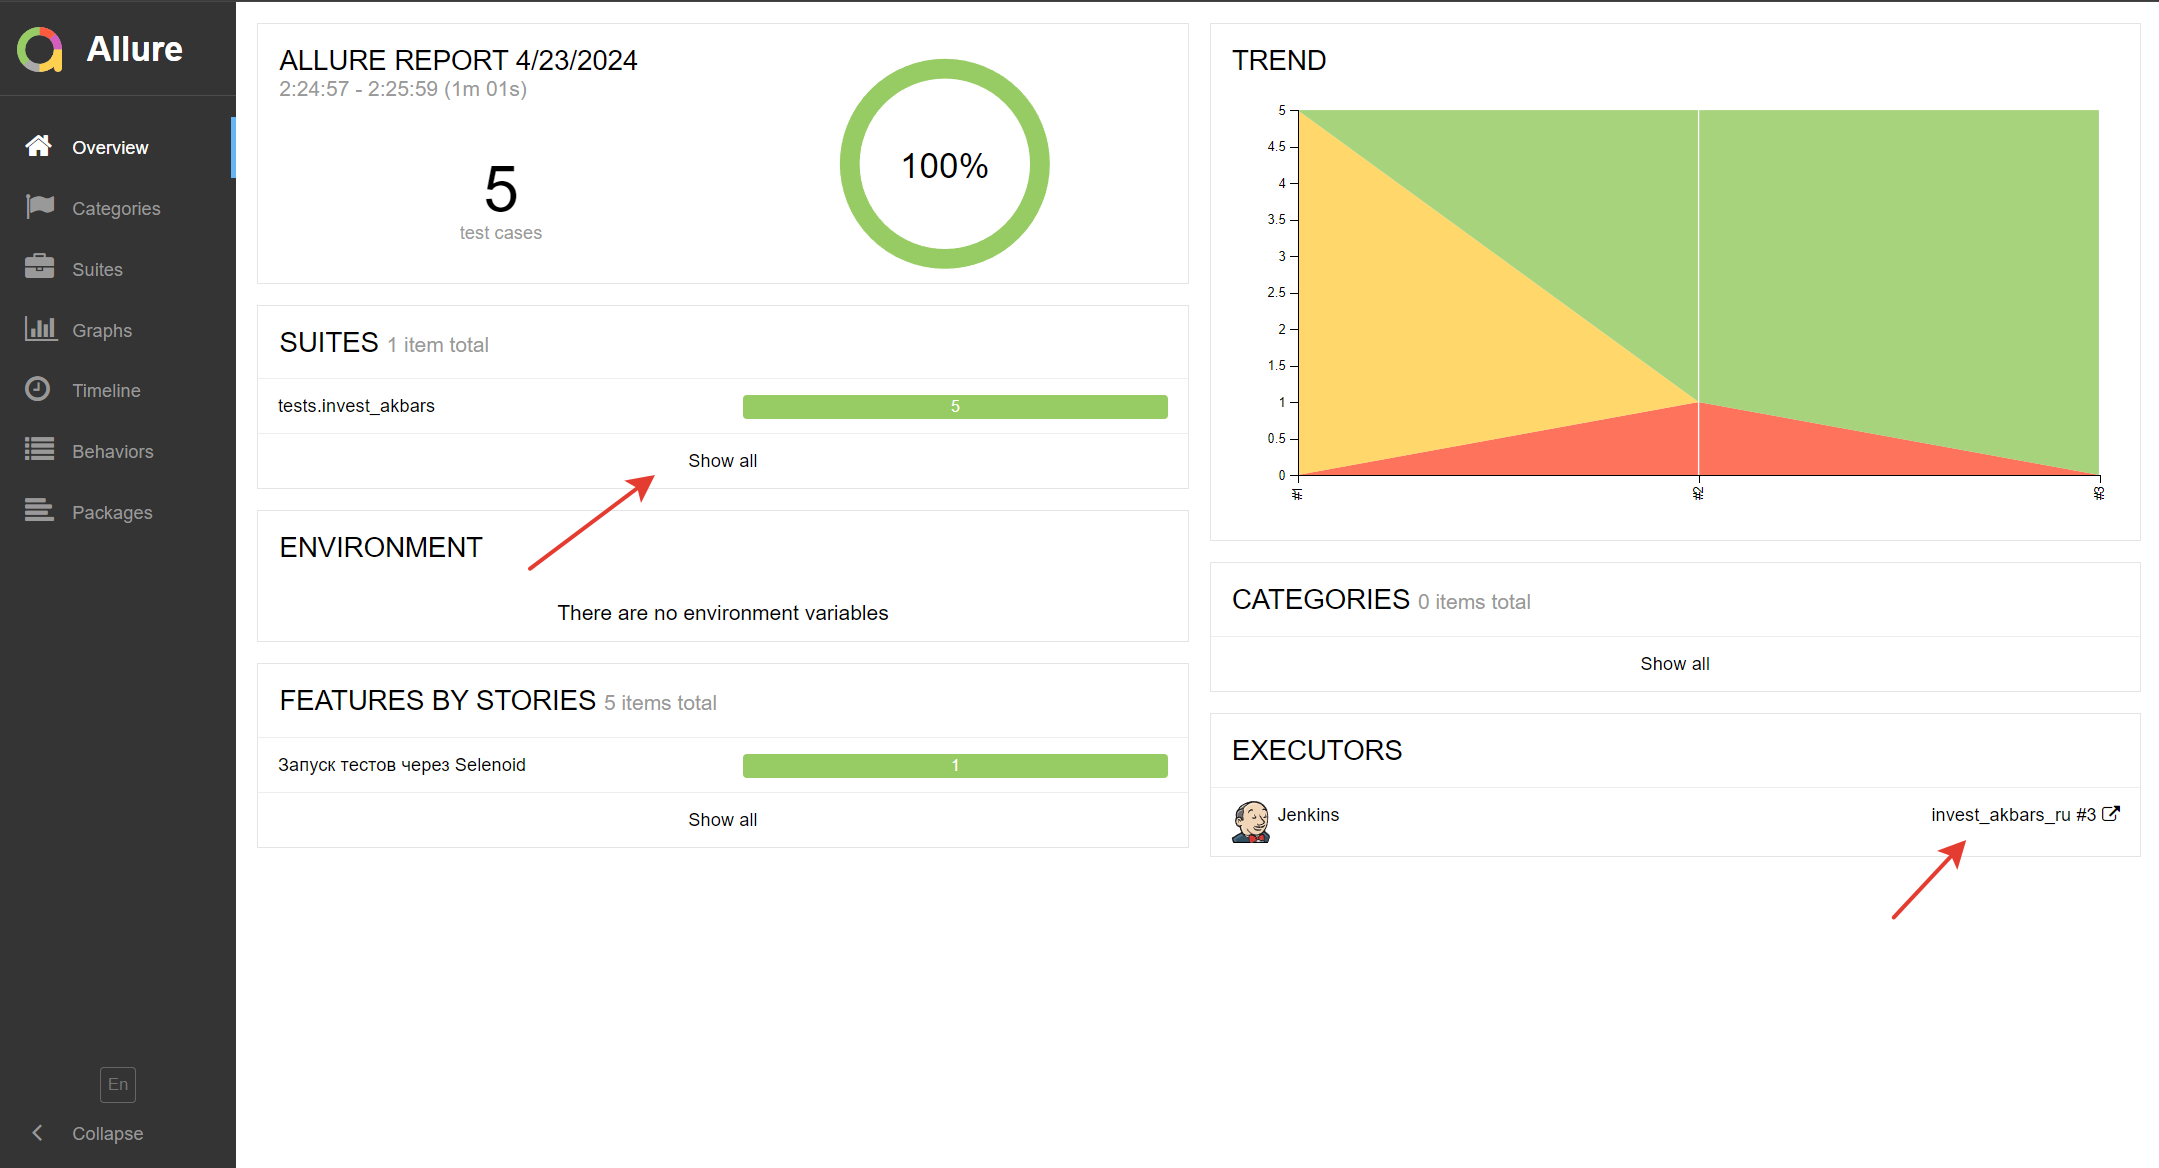 Allure
Overview
Categories
Suites
Graphs
Timeline
Behaviors
Packages
En
Collapse
ALLURE REPORT 4/23/2024
2:24:57 - 2:25:59 (1m 01s)
5
test cases
100%
SUITES 1 item total
tests.invest_akbars 5
Show all
ENVIRONMENT
There are no environment variables
FEATURES BY STORIES 5 items total
Запуск тестов через Selenoid 1
Show all
TREND
5
4.5
4
3.5
3
2.5
2
1.5
1
0.5
0
#1
#2
#3
CATEGORIES 0 items total
Show all
EXECUTORS
Jenkins invest_akbars_ru #3